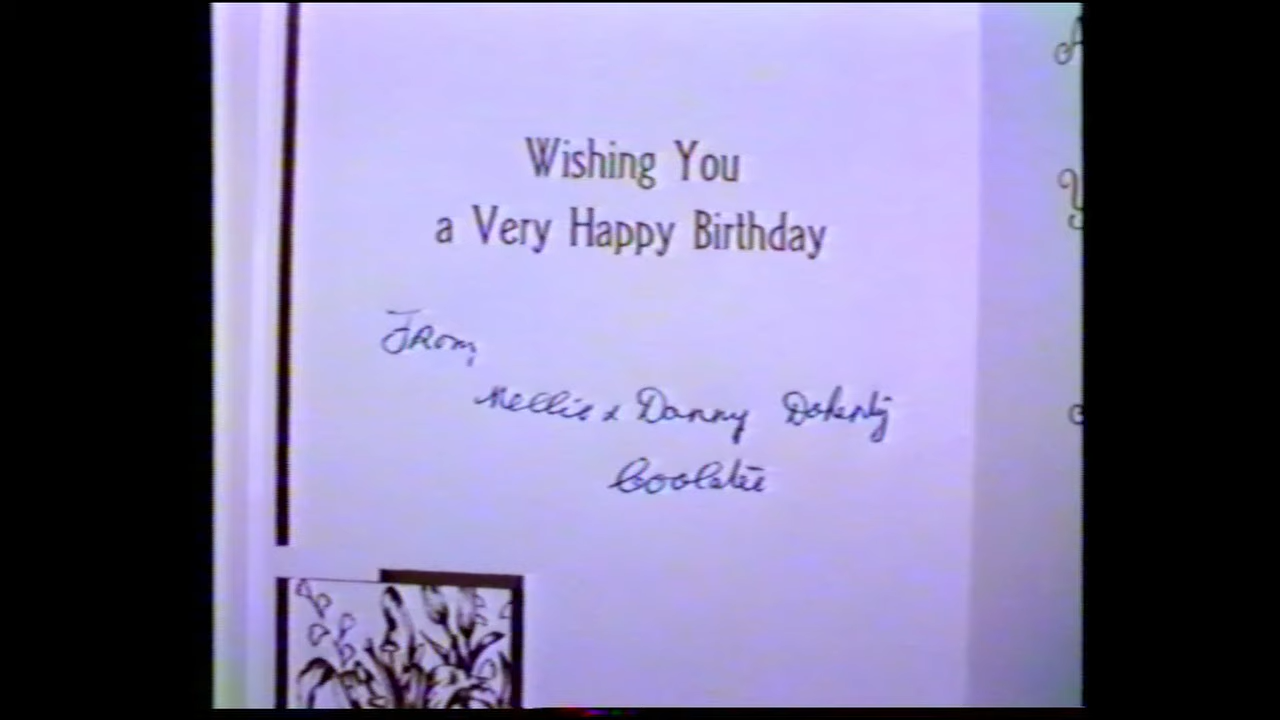 Wishing You
a Very Happy Birthday
From,
Nellie & Danny Doherty
Coolatee